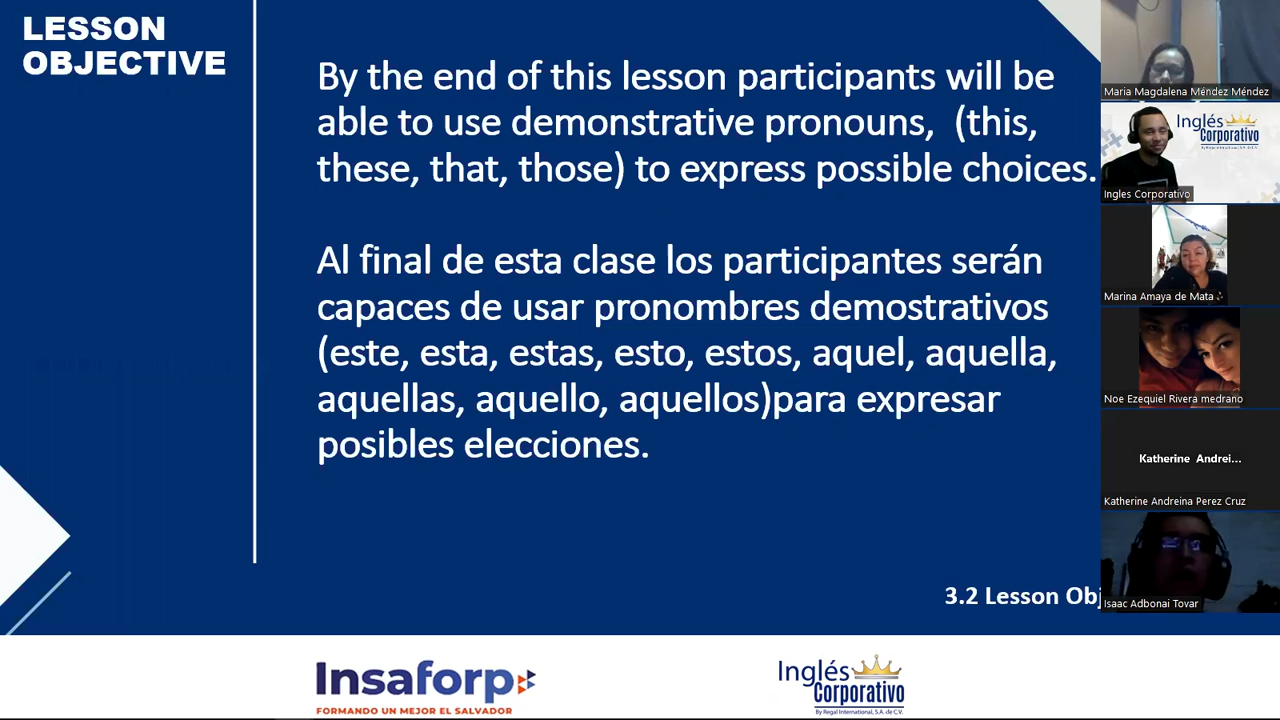 LESSON
OBJECTIVE
By the end of this lesson participants will be
able to use demonstrative pronouns,  (this,
these, that, those) to express possible choices.
Al final de esta clase los participantes serán
capaces de usar pronombres demostrativos
(este, esta, estas, esto, estos, aquel, aquella,
aquellas, aquello, aquellos)para expresar
posibles elecciones.
3.2 Lesson Obj
Insaforp
FORMANDO UN MEJOR EL SALVADOR
Inglés
Corporativo
By Regal International, S.A. de C.V.
Maria Magdalena Méndez Méndez
Inglés
Corporativo
Ingles Corporativo
Marina Amaya de Mata
Noe Ezequiel Rivera medrano
Katherine Andrei...
Katherine Andreina Perez Cruz
Isaac Adbonai Tovar